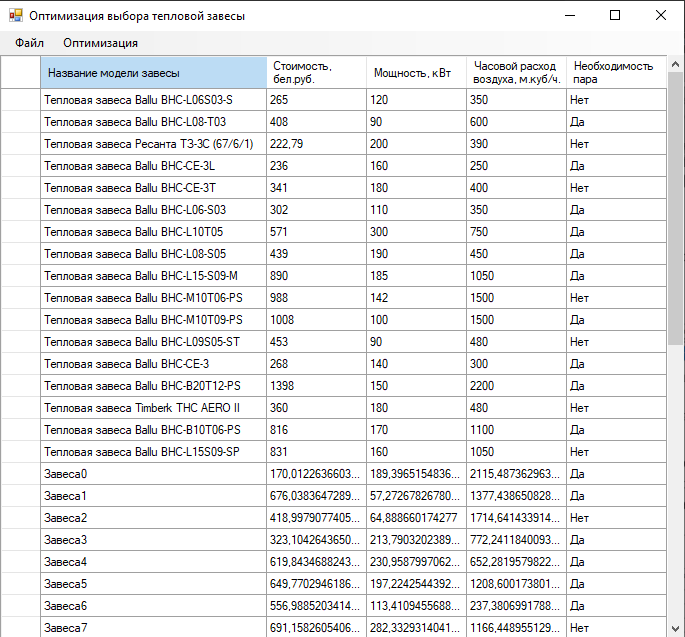 Оптимизация выбора тепловой завесы
Файл Оптимизация
Название модели завесы Стоимость, бел.руб. Мощность, кВт Часовой расход воздуха, м.куб/ч. Необходимость пара
Тепловая завеса Ballu BHC-L06S03-S 265 120 350 Нет
Тепловая завеса Ballu BHC-L08-T03 408 90 600 Да
Тепловая завеса Ресанта ТЗ-3С (67/6/1) 222,79 200 390 Нет
Тепловая завеса Ballu BHC-CE-3L 236 160 250 Да
Тепловая завеса Ballu BHC-CE-3T 341 180 400 Нет
Тепловая завеса Ballu BHC-L06-S03 302 110 350 Да
Тепловая завеса Ballu BHC-L10T05 571 300 750 Да
Тепловая завеса Ballu BHC-L08-S05 439 190 450 Да
Тепловая завеса Ballu BHC-L15-S09-M 890 185 1050 Да
Тепловая завеса Ballu BHC-M10T06-PS 988 142 1500 Нет
Тепловая завеса Ballu BHC-M10T09-PS 1008 100 1500 Да
Тепловая завеса Ballu BHC-L09S05-ST 453 90 480 Нет
Тепловая завеса Ballu BHC-CE-3 268 140 300 Да
Тепловая завеса Ballu BHC-B20T12-PS 1398 150 2200 Да
Тепловая завеса Timberk THC AERO II 360 180 480 Нет
Тепловая завеса Ballu BHC-B10T06-PS 816 170 1100 Да
Тепловая завеса Ballu BHC-L15S09-SP 831 160 1050 Нет
Завеса0 170,0122636603... 189,3965154836... 2115,487362963... Да
Завеса1 676,0383647289... 57,27267826780... 1377,438650828... Да
Завеса2 418,9979077405... 64,888660174277 1714,641433914... Нет
Завеса3 323,1042643650... 213,7903202389... 772,2411840093... Да
Завеса4 619,8434688243... 230,9587997062... 652,2819579822... Да
Завеса5 649,7702946186... 197,2242544392... 1208,600173801... Да
Завеса6 556,9885203414... 113,4109455688... 237,3806991788... Да
Завеса7 691,1582605406... 282,3329314041... 1166,448955129... Нет